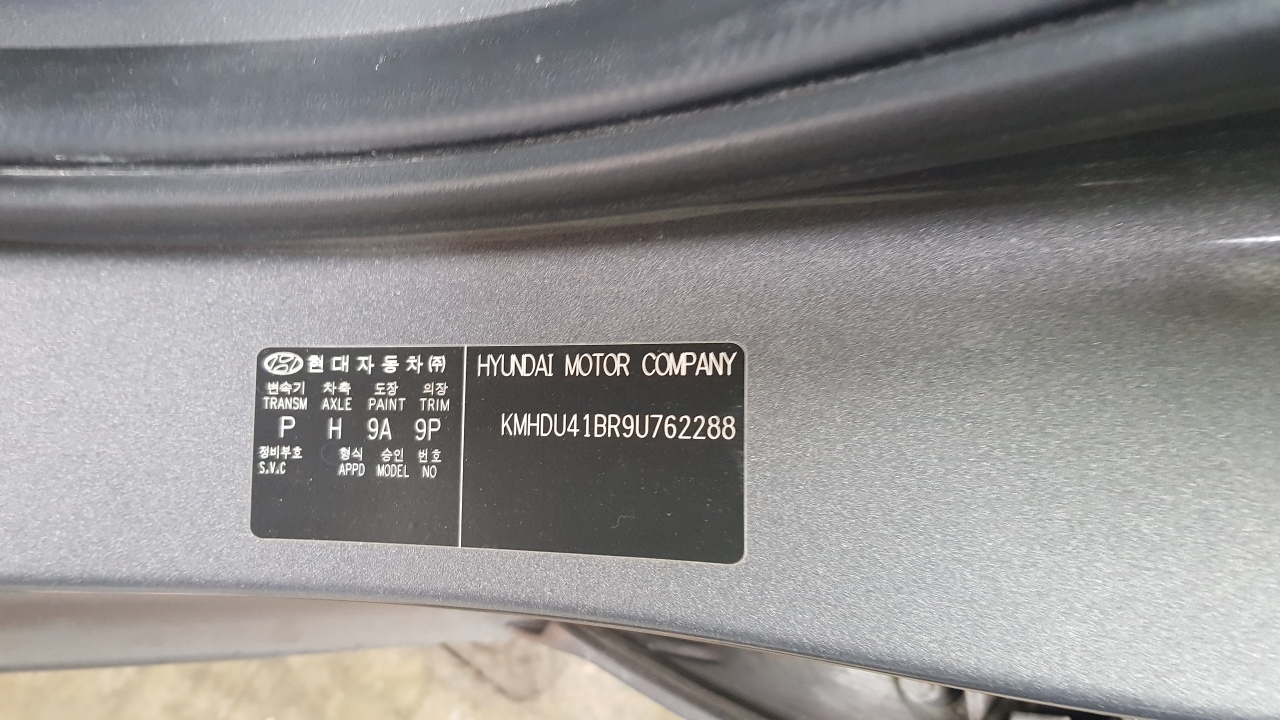 현대자동차㈜
변속기 차축 도장 의장
TRANSM AXLE PAINT TRIM
P H 9A 9P
정비부호 형식 승인 번호
S.V.C APPD MODEL NO
HYUNDAI MOTOR COMPANY
KMHDU41BR9U762288